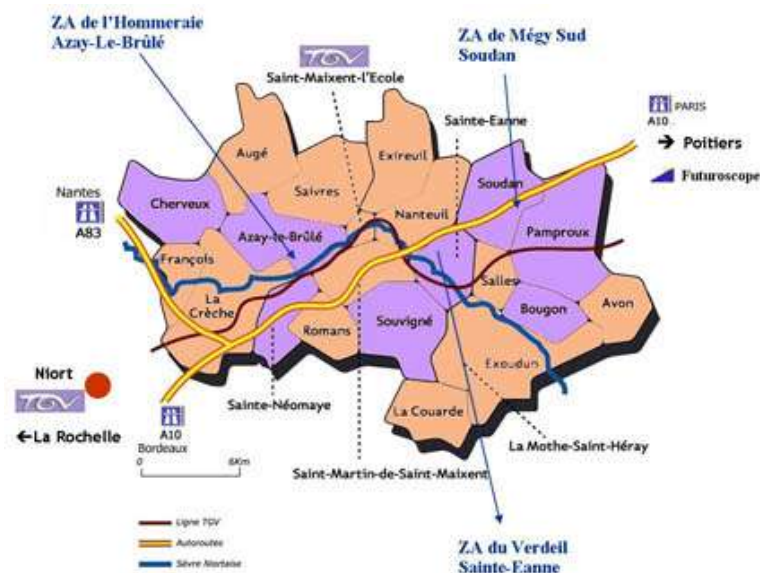 ZA de l'Hommeraie
Azay-Le-Brûlé
ZA de Mégy Sud
Soudan
TGV
Saint-Maixent-l'Ecole
Sainte-Eanne
PARIS
A10
Poitiers
Futuroscope
Augé
Exireuil
Saivres
Soudan
Cherveux
Nanteuil
Nantes
A83
Azay-le-Brûlé
Pamproux
François
La
Crèche
Salles
Avon
Bougon
Romans
Souvigné
Exoudun
Niort
TGV
La Rochelle
A10
Bordeaux
Sainte-Néomaye
La Couarde
La Mothe-Saint-Héray
0 6Km
Saint-Martin-de-Saint-Maixent
Ligne TGV
Autoroutes
Sèvre Niortaise
ZA du Verdeil
Sainte-Eanne